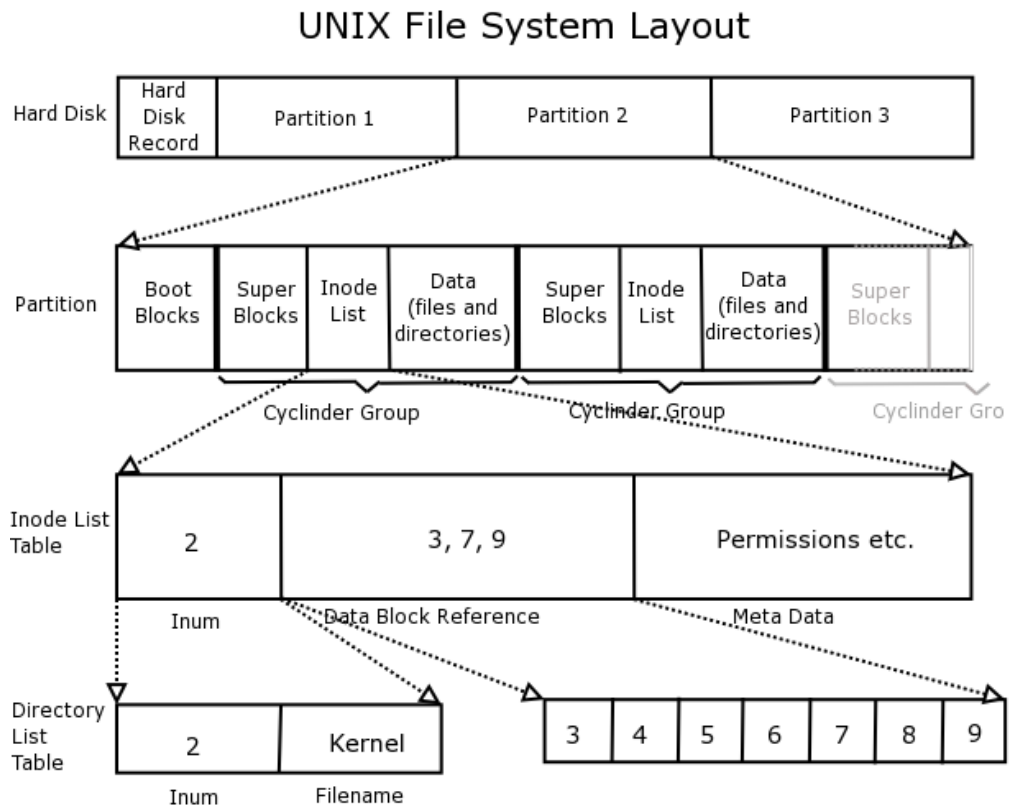 UNIX File System Layout
Hard Disk
Hard
Disk
Record
Partition 1
Partition 2
Partition 3
Partition
Boot
Blocks
Super
Blocks
Inode
List
Data
(files and
directories)
Super
Blocks
Inode
List
Data
(files and
directories)
Super
Blocks
Cyclinder Group
Cyclinder Group
Cyclinder Gro
Inode List
Table
2
3, 7, 9
Permissions etc.
Inum
Data Block Reference
Meta Data
Directory
List
Table
2
Kernel
3
4
5
6
7
8
9
Inum
Filename